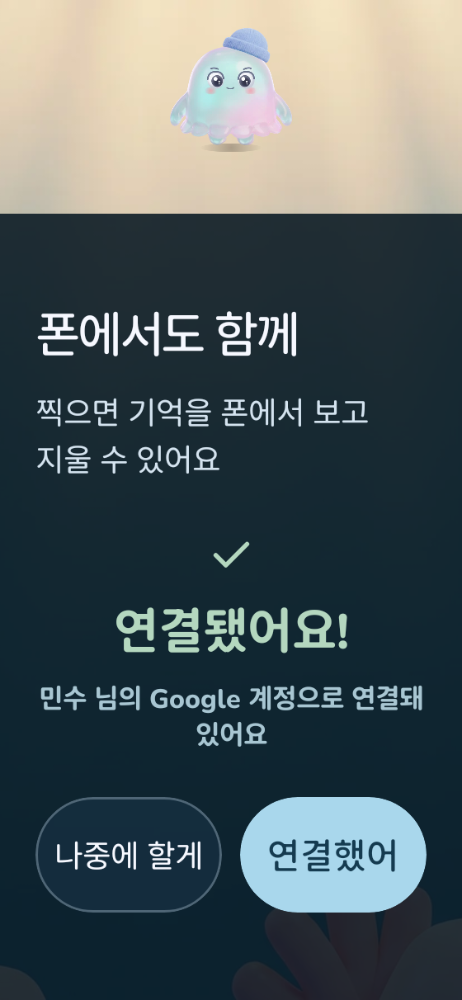 폰에서도 함께
찍으면 기억을 폰에서 보고
지울 수 있어요
연결됐어요!
민수 님의 Google 계정으로 연결돼
있어요
나중에 할게
연결했어